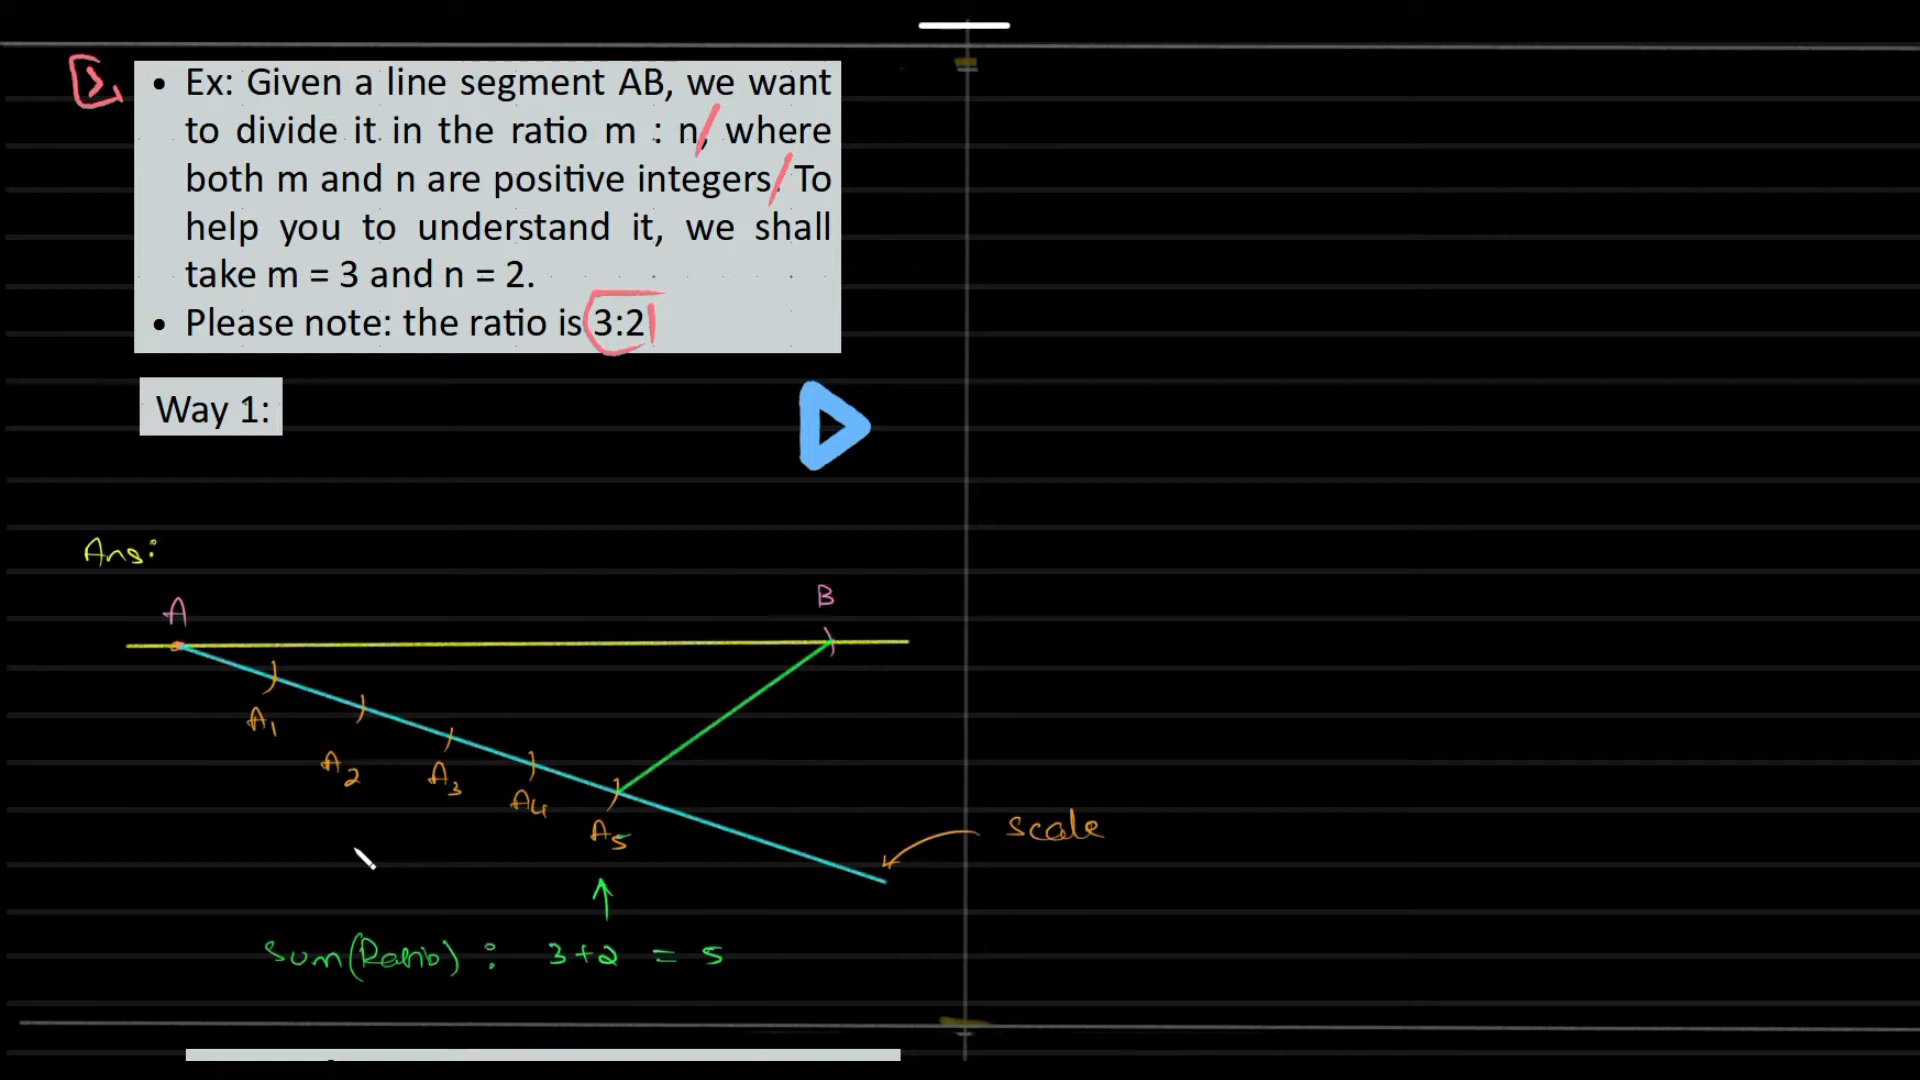 3.
• Ex: Given a line segment AB, we want
to divide it in the ratio m : n, where
both m and n are positive integers. To
help you to understand it, we shall
take m = 3 and n = 2.
• Please note: the ratio is 3:2
Way 1:
Ans:
A
B
A1
A2
A3
A4
A5
scale
Sum(Ratio) : 3+2 = 5